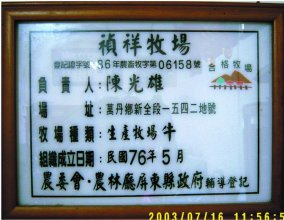 禎祥牧場
登記證字號86年農畜牧字第06158號
合格牧場
負責人：陳光雄
場址：萬丹鄉新全段一五四二地號
牧場種類：生產牧場牛
組織成立日期：民國76年5月
農委會·農林廳屏東縣政府輔導登記
2003/07/16 11:56:5